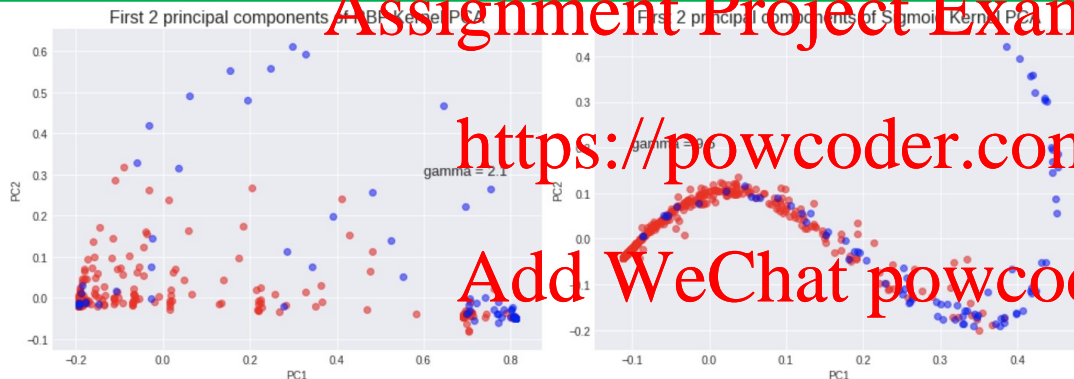 First 2 principal components of RBF Kernel PCA
First 2 principal components of Sigmoid Kernel PCA
Assignment Project Exam
https://powcoder.com
Add WeChat powcoder
gamma = 2.1
gamma =
0.6
0.5
0.4
0.3
0.2
0.1
0.0
−0.1
PC2
−0.2
0.0
0.2
0.4
0.6
0.8
PC1
0.4
0.3
0.1
0.0
−0.2
PC2
−0.1
0.0
0.1
0.2
0.3
0.4
PC1